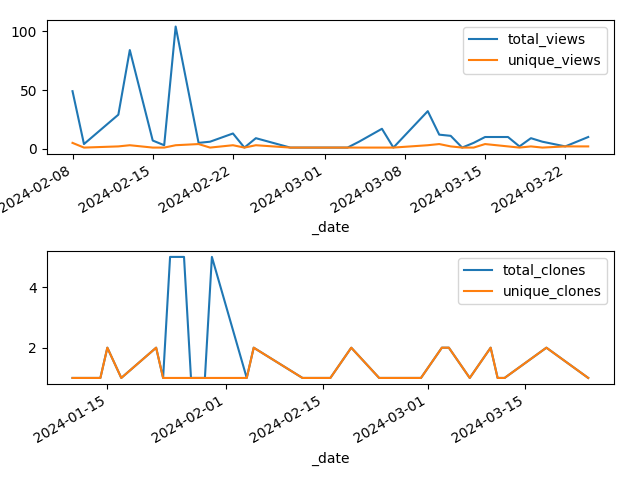 100
50
0
total_views
unique_views
2024-02-08
2024-02-15
2024-02-22
2024-03-01
2024-03-08
2024-03-15
2024-03-22
_date
4
2
total_clones
unique_clones
2024-01-15
2024-02-01
2024-02-15
2024-03-01
2024-03-15
_date